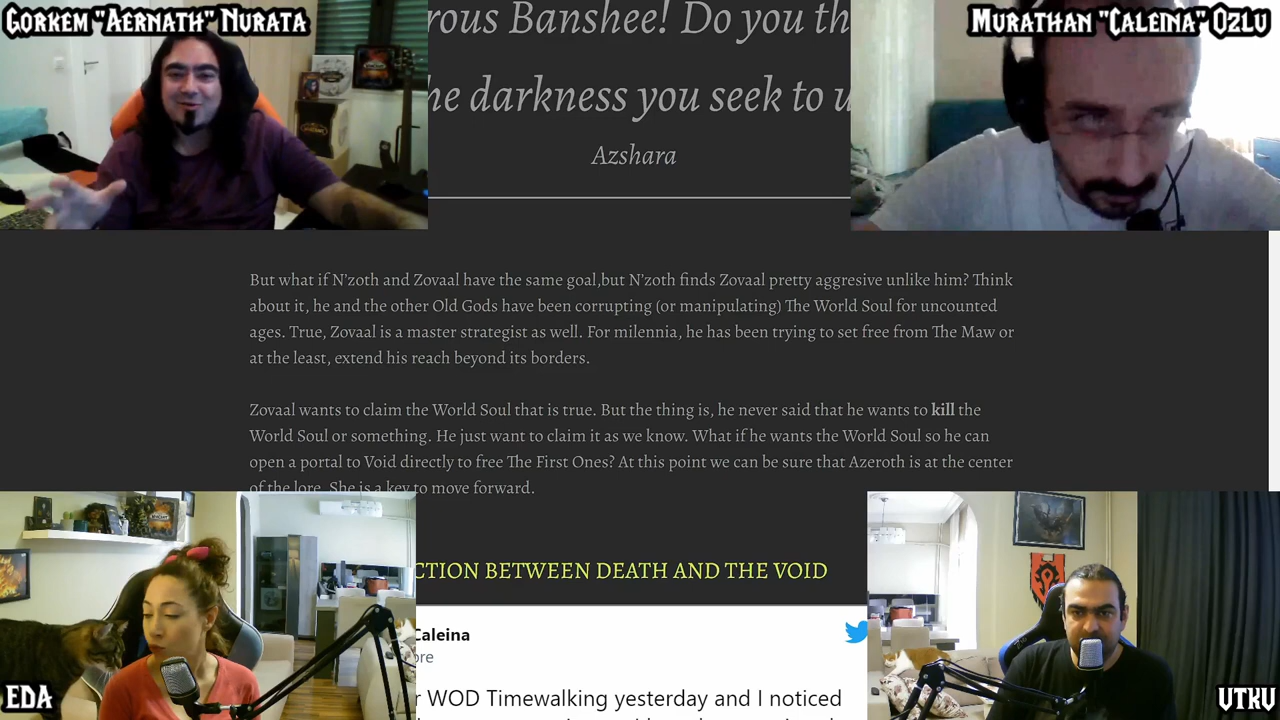 GORKEM "AERNATH" NURATA
MURATHAN "CALEINA" OZLU
rous Banshee! Do you th
he darkness you seek to u
Azshara
But what if N'zoth and Zovaal have the same goal,but N'zoth finds Zovaal pretty aggresive unlike him? Think
about it, he and the other Old Gods have been corrupting (or manipulating) The World Soul for uncounted
ages. True, Zovaal is a master strategist as well. For milennia, he has been trying to set free from The Maw or
at the least, extend his reach beyond its borders.
Zovaal wants to claim the World Soul that is true. But the thing is, he never said that he wants to kill the
World Soul or something. He just want to claim it as we know. What if he wants the World Soul so he can
open a portal to Void directly to free The First Ones? At this point we can be sure that Azeroth is at the center
of the lore. She is a key to move forward.
CTION BETWEEN DEATH AND THE VOID
Caleina
ore
r WOD Timewalking yesterday and I noticed
EDA
UTKU